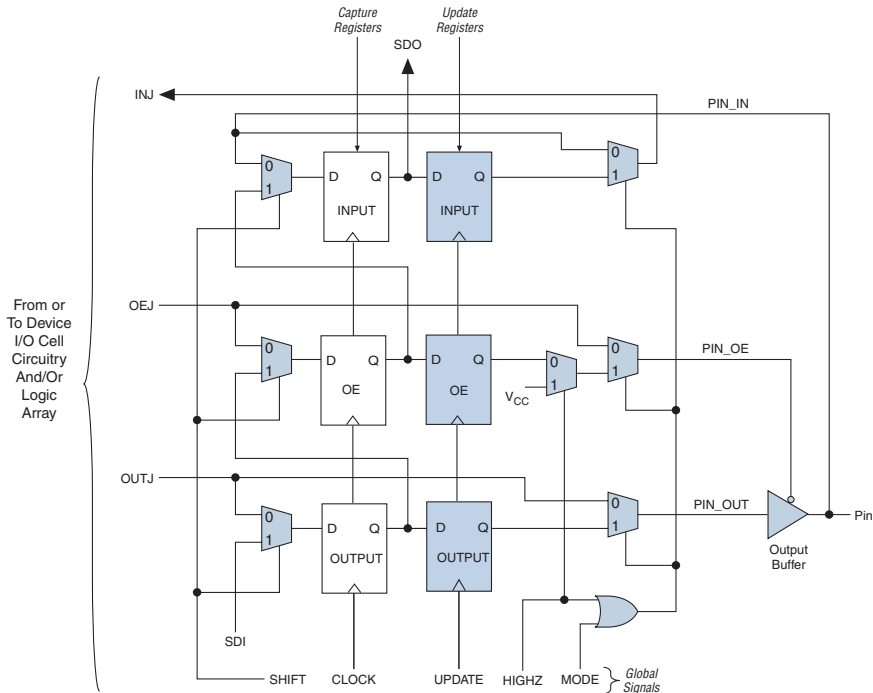 Capture
Registers
Update
Registers
SDO
INJ
PIN_IN
0
1
D Q
INPUT
D Q
INPUT
0
1
OEJ
From or
To Device
I/O Cell
Circuitry
And/Or
Logic
Array
0
1
D Q
OE
D Q
OE
0
1
VCC
0
1
PIN_OE
OUTJ
0
1
D Q
OUTPUT
D Q
OUTPUT
0
1
PIN_OUT
Pin
Output
Buffer
SDI
SHIFT
CLOCK
UPDATE
HIGHZ
MODE
Global
Signals